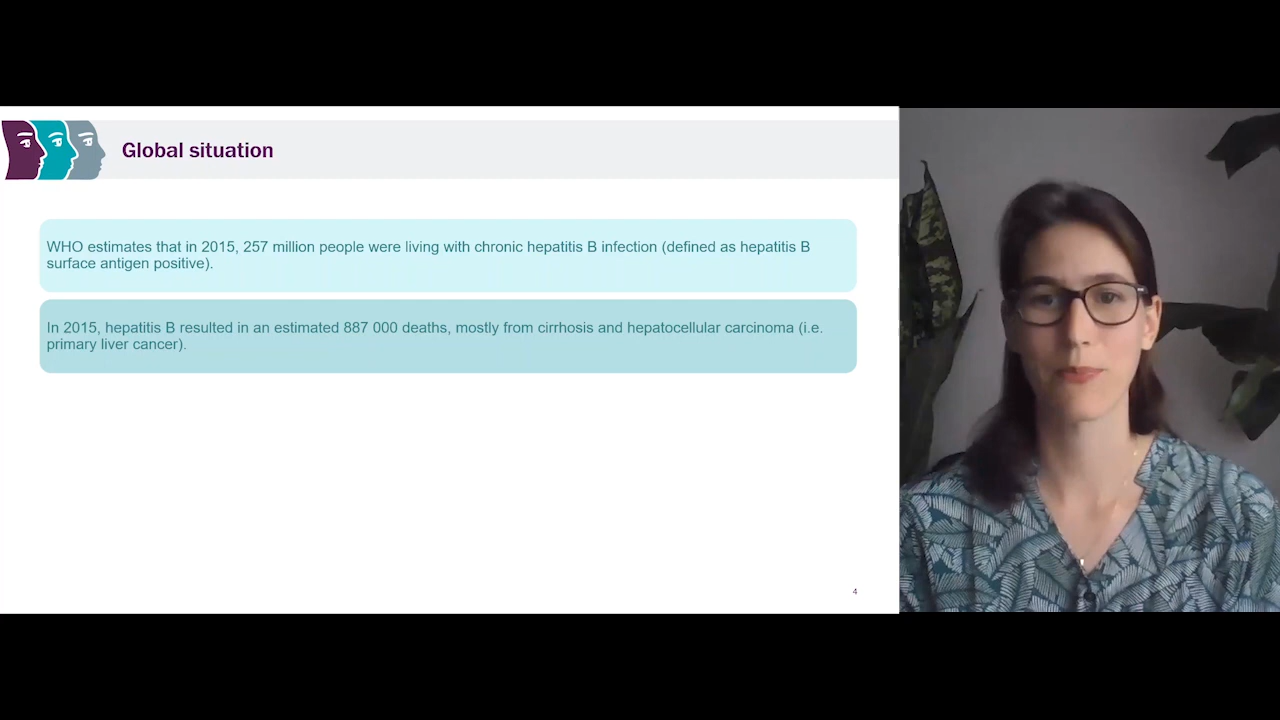 Global situation
WHO estimates that in 2015, 257 million people were living with chronic hepatitis B infection (defined as hepatitis B
surface antigen positive).
In 2015, hepatitis B resulted in an estimated 887 000 deaths, mostly from cirrhosis and hepatocellular carcinoma (i.e.
primary liver cancer).
4